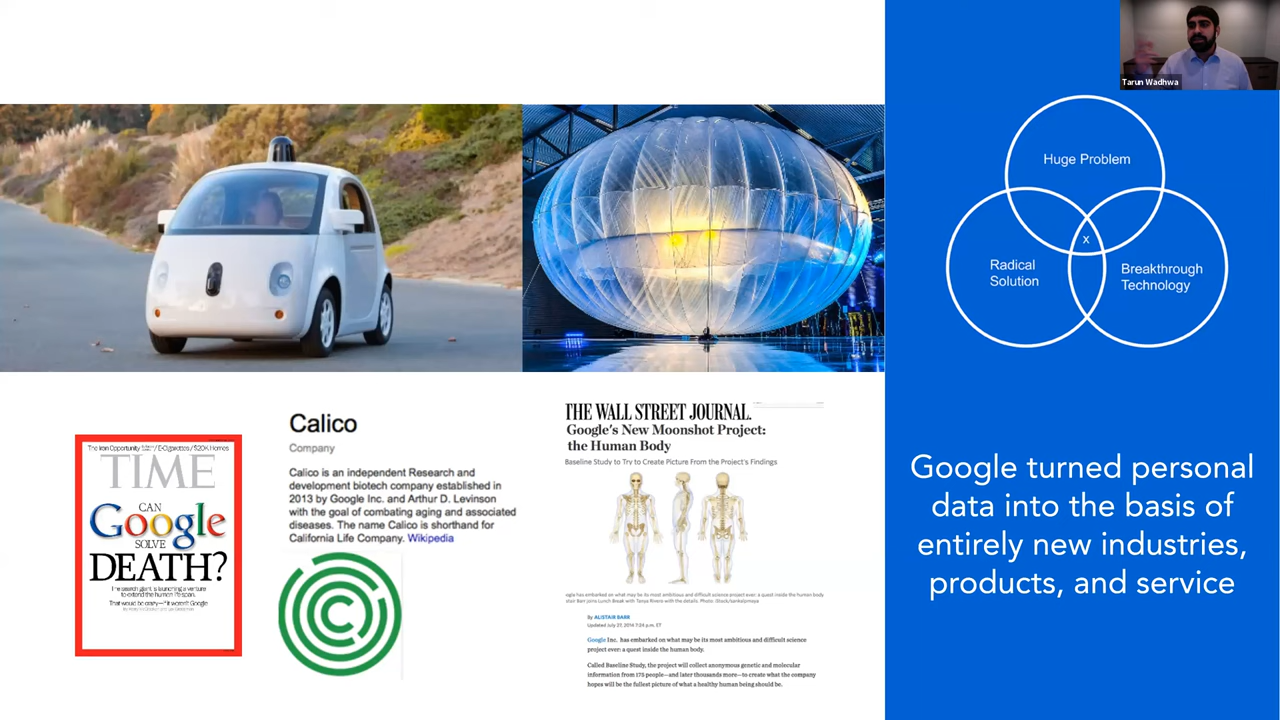 Tarun Wadhwa
Huge Problem
x
Radical
Solution
Breakthrough
Technology
Google turned personal
data into the basis of
entirely new industries,
products, and service
TIME
CAN
Google
SOLVE
DEATH?
The search giant is launching a venture
to extend the human life span.
That would be crazy—if it weren't Google
Calico
Company
Calico is an independent Research and
development biotech company established in
2013 by Google Inc. and Arthur D. Levinson
with the goal of combating aging and associated
diseases. The name Calico is shorthand for
California Life Company. Wikipedia
THE WALL STREET JOURNAL.
Google's New Moonshot Project:
the Human Body
Baseline Study to Try to Create Picture From the Project's Findings
ogle has embarked on what may be its most ambitious and difficult science project ever: a quest inside the human body
stair Barr joins Lunch Break with Tanya Rivero with the details. Photo: iStock/
By ALISTAIR BARR
Updated July 27, 2014 7:24 p.m. ET
Google Inc. has embarked on what may be its most ambitious and difficult science
project ever: a quest inside the human body.
Called Baseline Study, the project will collect anonymous genetic and molecular
information from 175 people—and later thousands more—to create what the company
hopes will be the fullest picture of what a healthy human being should be.